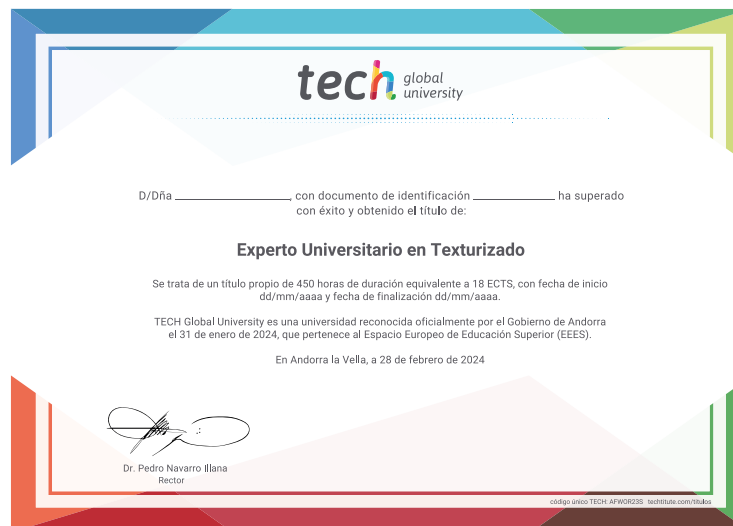 tech global university
D/Dña ____________________, con documento de identificación ______________ ha superado
con éxito y obtenido el título de:
Experto Universitario en Texturizado
Se trata de un título propio de 450 horas de duración equivalente a 18 ECTS, con fecha de inicio
dd/mm/aaaa y fecha de finalización dd/mm/aaaa.
TECH Global University es una universidad reconocida oficialmente por el Gobierno de Andorra
el 31 de enero de 2024, que pertenece al Espacio Europeo de Educación Superior (EEES).
En Andorra la Vella, a 28 de febrero de 2024
Dr. Pedro Navarro Illana
Rector
código único TECH: AFWOR23S techtitute.com/titulos